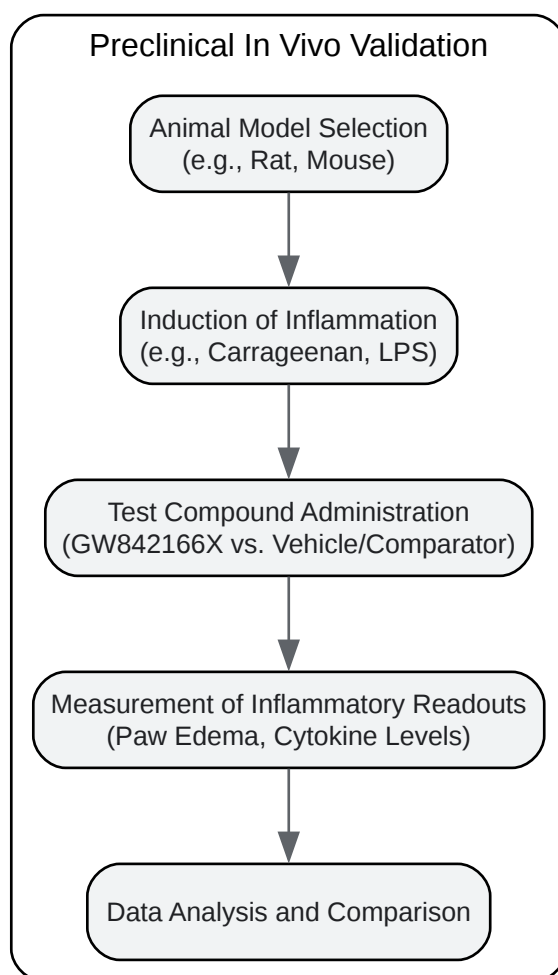 Preclinical In Vivo Validation
Animal Model Selection
(e.g., Rat, Mouse)
Induction of Inflammation
(e.g., Carrageenan, LPS)
Test Compound Administration
(GW842166X vs. Vehicle/Comparator)
Measurement of Inflammatory Readouts
(Paw Edema, Cytokine Levels)
Data Analysis and Comparison